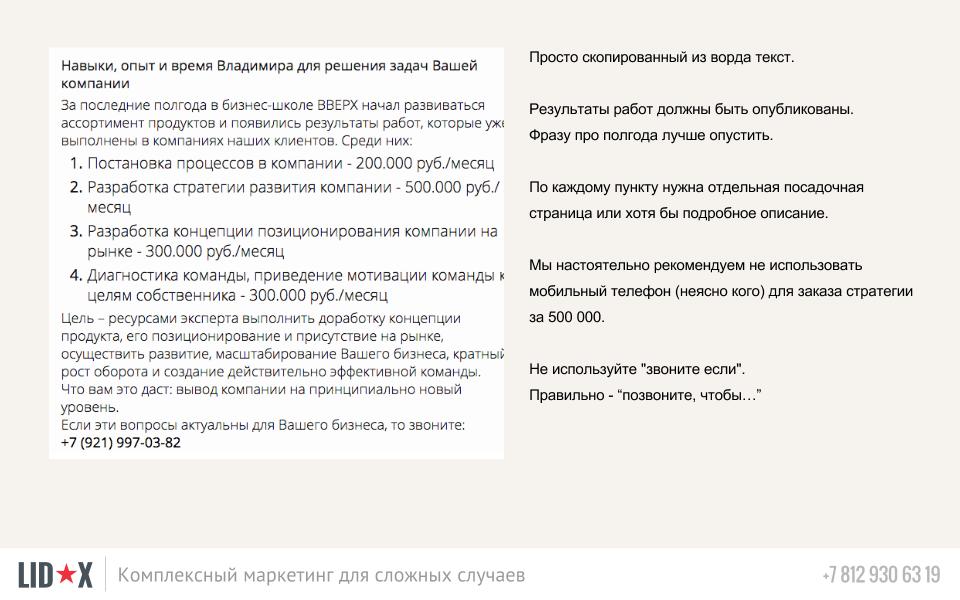 Навыки, опыт и время Владимира для решения задач Вашей
компании
За последние полгода в бизнес-школе ВВЕРХ начал развиваться
ассортимент продуктов и появились результаты работ, которые уже
выполнены в компаниях наших клиентов. Среди них:
1. Постановка процессов в компании - 200.000 руб./месяц
2. Разработка стратегии развития компании - 500.000 руб./
месяц
3. Разработка концепции позиционирования компании на
рынке - 300.000 руб./месяц
4. Диагностика команды, приведение мотивации команды к
целям собственника - 300.000 руб./месяц
Цель – ресурсами эксперта выполнить доработку концепции
продукта, его позиционирование и присутствие на рынке,
осуществить развитие, масштабирование Вашего бизнеса, кратный
рост оборота и создание действительно эффективной команды.
Что вам это даст: вывод компании на принципиально новый
уровень.
Если эти вопросы актуальны для Вашего бизнеса, то звоните:
+7 (921) 997-03-82
Просто скопированный из ворда текст.
Результаты работ должны быть опубликованы.
Фразу про полгода лучше опустить.
По каждому пункту нужна отдельная посадочная
страница или хотя бы подробное описание.
Мы настоятельно рекомендуем не использовать
мобильный телефон (неясно кого) для заказа стратегии
за 500 000.
Не используйте "звоните если".
Правильно - “позвоните, чтобы…”
LID★X
Комплексный маркетинг для сложных случаев
+7 812 930 63 19